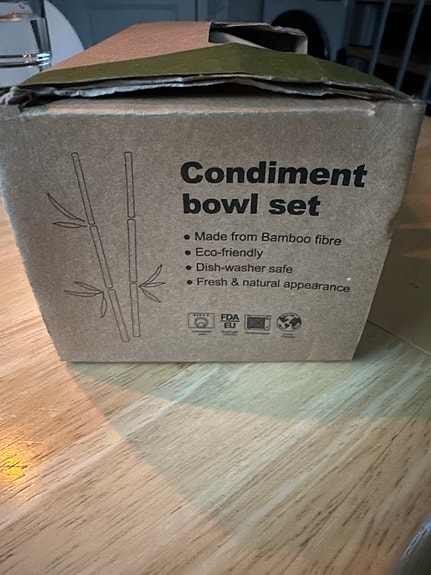 Condiment
bowl set
• Made from Bamboo fibre
• Eco-friendly
• Dish-washer safe
• Fresh & natural appearance
FDA
EU